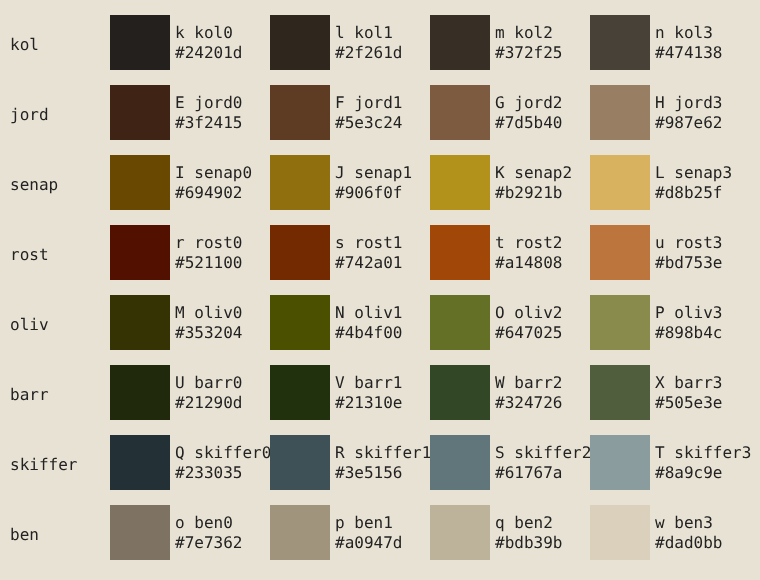 kol
k kol0
#24201d
l kol1
#2f261d
m kol2
#372f25
n kol3
#474138
jord
E jord0
#3f2415
F jord1
#5e3c24
G jord2
#7d5b40
H jord3
#987e62
senap
I senap0
#694902
J senap1
#906f0f
K senap2
#b2921b
L senap3
#d8b25f
rost
r rost0
#521100
s rost1
#742a01
t rost2
#a14808
u rost3
#bd753e
oliv
M oliv0
#353204
N oliv1
#4b4f00
O oliv2
#647025
P oliv3
#898b4c
barr
U barr0
#21290d
V barr1
#21310e
W barr2
#324726
X barr3
#505e3e
skiffer
Q skiffer0
#233035
R skiffer1
#3e5156
S skiffer2
#61767a
T skiffer3
#8a9c9e
ben
o ben0
#7e7362
p ben1
#a0947d
q ben2
#bdb39b
w ben3
#dad0bb